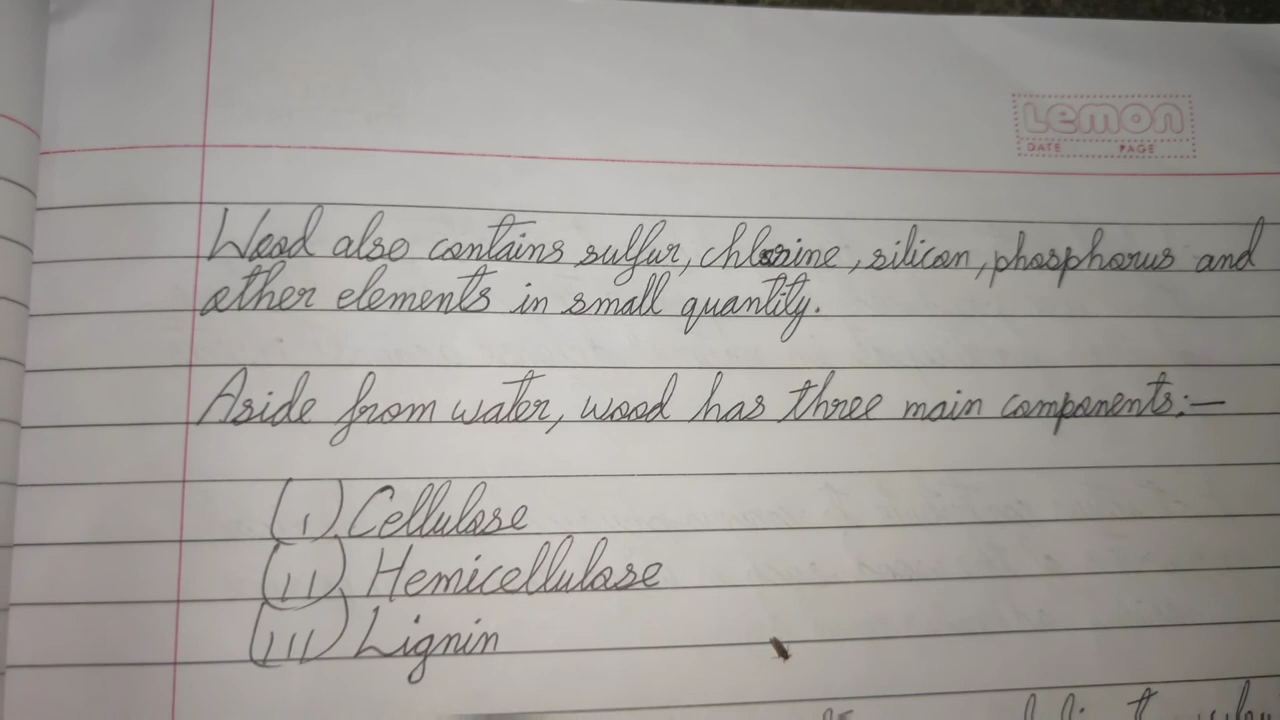 Lemon
DATE PAGE
Wood also contains sulfur, chlorine, silicon, phosphorus and
other elements in small quantity.
Aside from water, wood has three main components:—
(i) Cellulose
(ii) Hemicellulose
(iii) Lignin